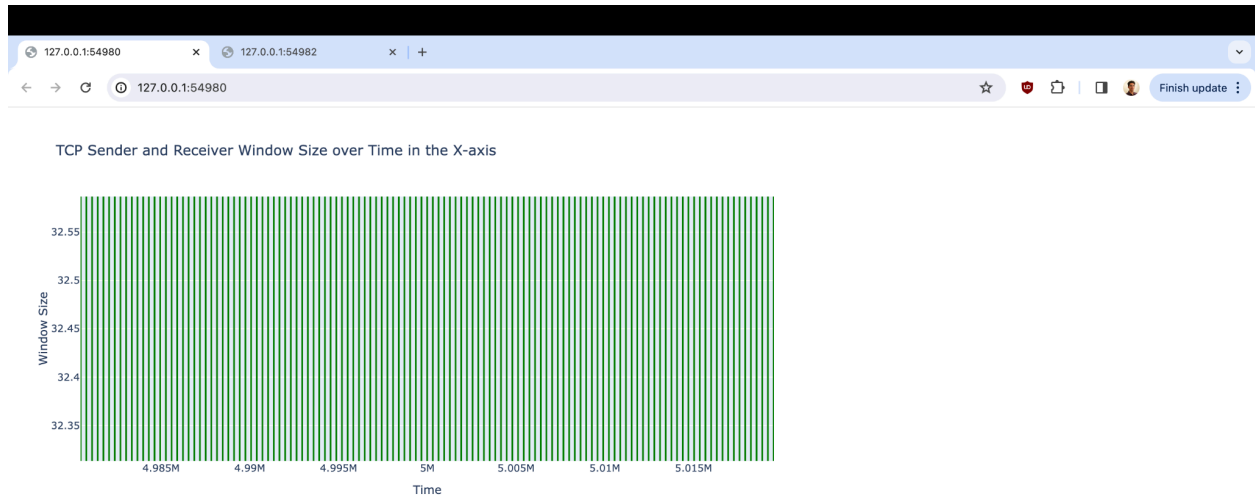 127.0.0.1:54980
127.0.0.1:54982
127.0.0.1:54980
Finish update
TCP Sender and Receiver Window Size over Time in the X-axis
32.55
32.5
32.45
32.4
32.35
Window Size
4.985M 4.99M 4.995M 5M 5.005M 5.01M 5.015M
Time